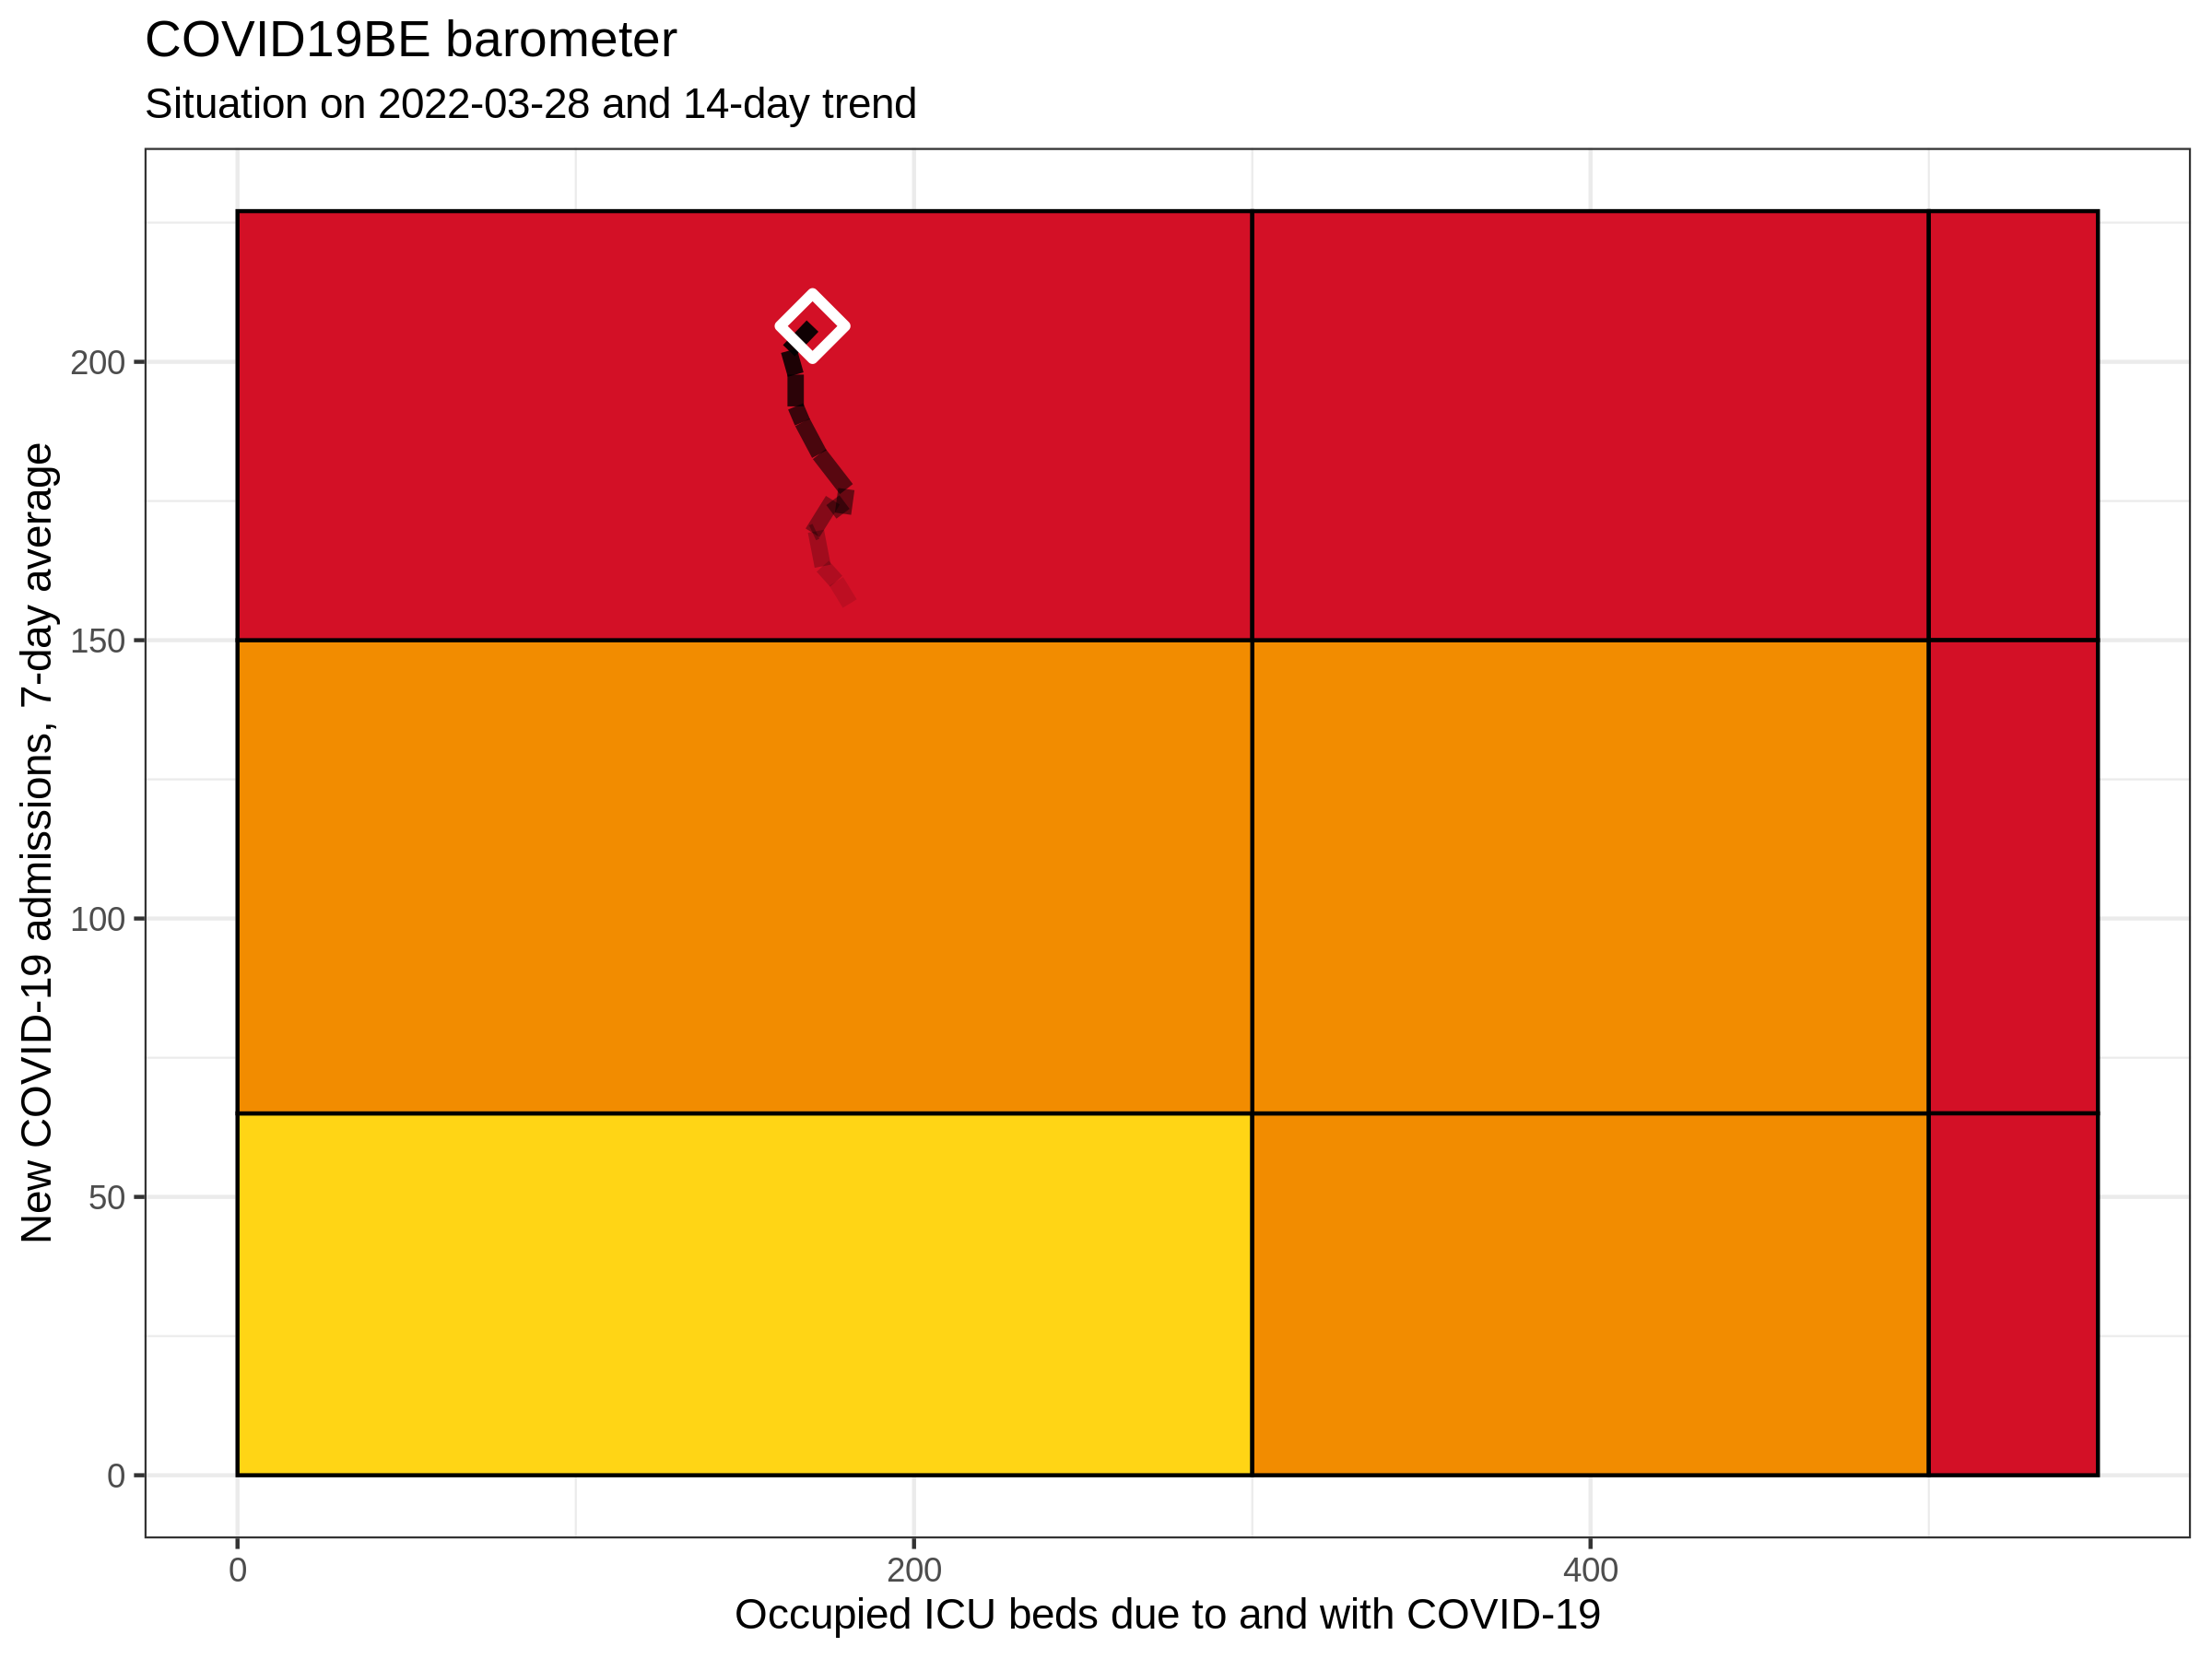 COVID19BE barometer
Situation on 2022-03-28 and 14-day trend
New COVID-19 admissions, 7-day average
200
150
100
50
0
0
200
400
Occupied ICU beds due to and with COVID-19